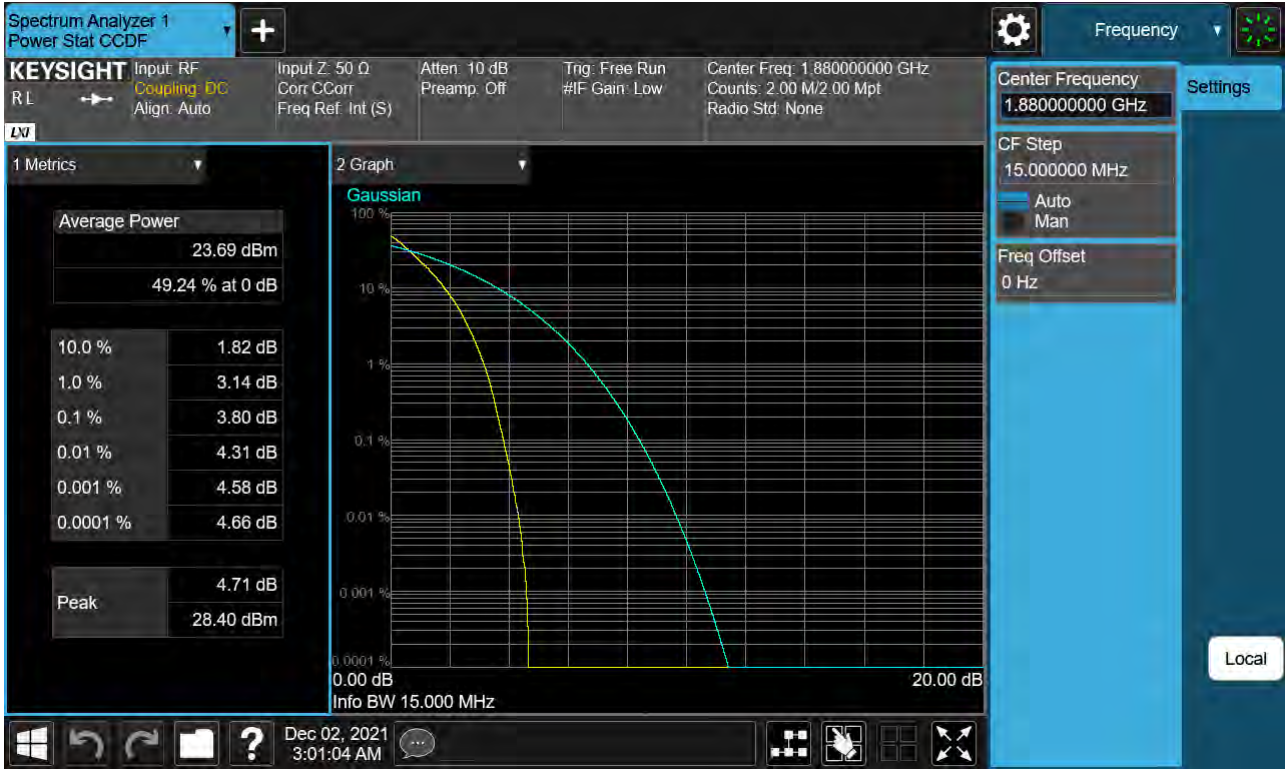 Spectrum Analyzer 1
Power Stat CCDF
+
Frequency
KEYSIGHT
R L
LXI
Input: RF
Coupling: DC
Align: Auto
Input Z: 50 Ω
Corr CCorr
Freq Ref: Int (S)
Atten: 10 dB
Preamp: Off
Trig: Free Run
#IF Gain: Low
Center Freq: 1.880000000 GHz
Counts: 2.00 M/2.00 Mpt
Radio Std: None
Center Frequency
1.880000000 GHz
Settings
CF Step
15.000000 MHz
Auto
Man
Freq Offset
0 Hz
1 Metrics
Average Power
23.69 dBm
49.24 % at 0 dB
10.0 % 1.82 dB
1.0 % 3.14 dB
0.1 % 3.80 dB
0.01 % 4.31 dB
0.001 % 4.58 dB
0.0001 % 4.66 dB
Peak 4.71 dB
28.40 dBm
2 Graph
Gaussian
100 %
10 %
1 %
0.1 %
0.01 %
0.001 %
0.0001 %
0.00 dB 20.00 dB
Info BW 15.000 MHz
Local
?
Dec 02, 2021
3:01:04 AM